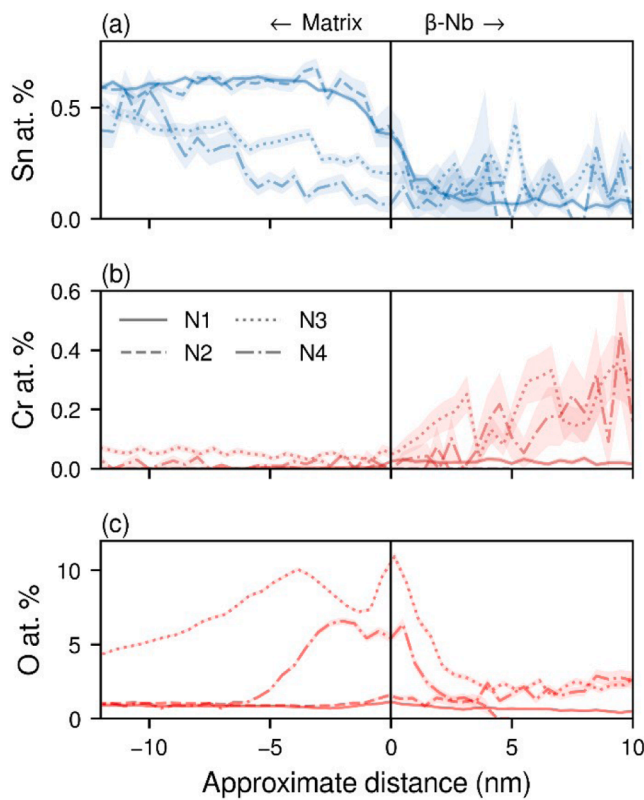 (a)
← Matrix
β-Nb →
Sn at. %
0.5
0.0
(b)
Cr at. %
0.6
0.4
0.2
0.0
N1
N3
N2
N4
(c)
O at. %
10
5
0
−10
−5
0
5
10
Approximate distance (nm)